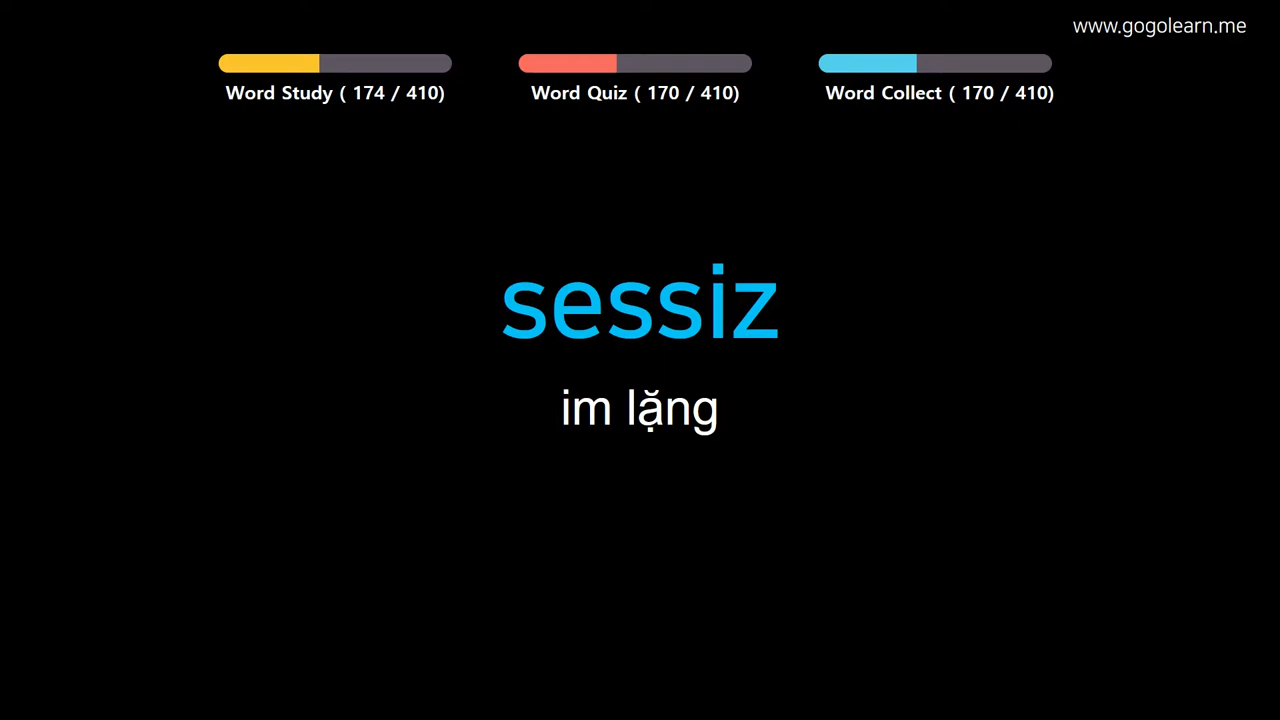 www.gogolearn.me
Word Study ( 174 / 410)
Word Quiz ( 170 / 410)
Word Collect ( 170 / 410)
sessiz
im lặng